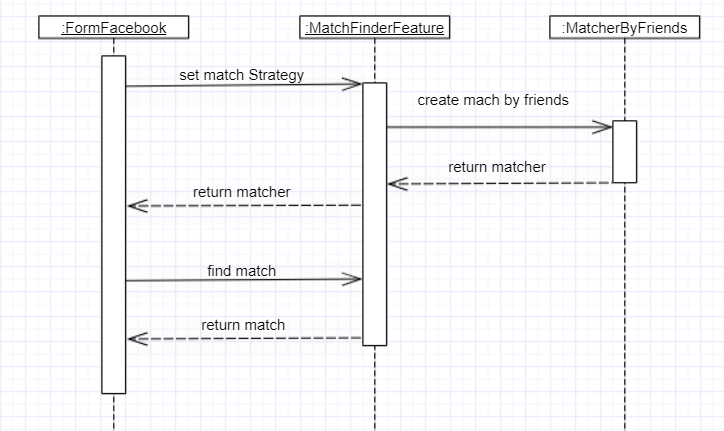 :FormFacebook
:MatchFinderFeature
:MatcherByFriends
set match Strategy
create mach by friends
return matcher
return matcher
find match
return match